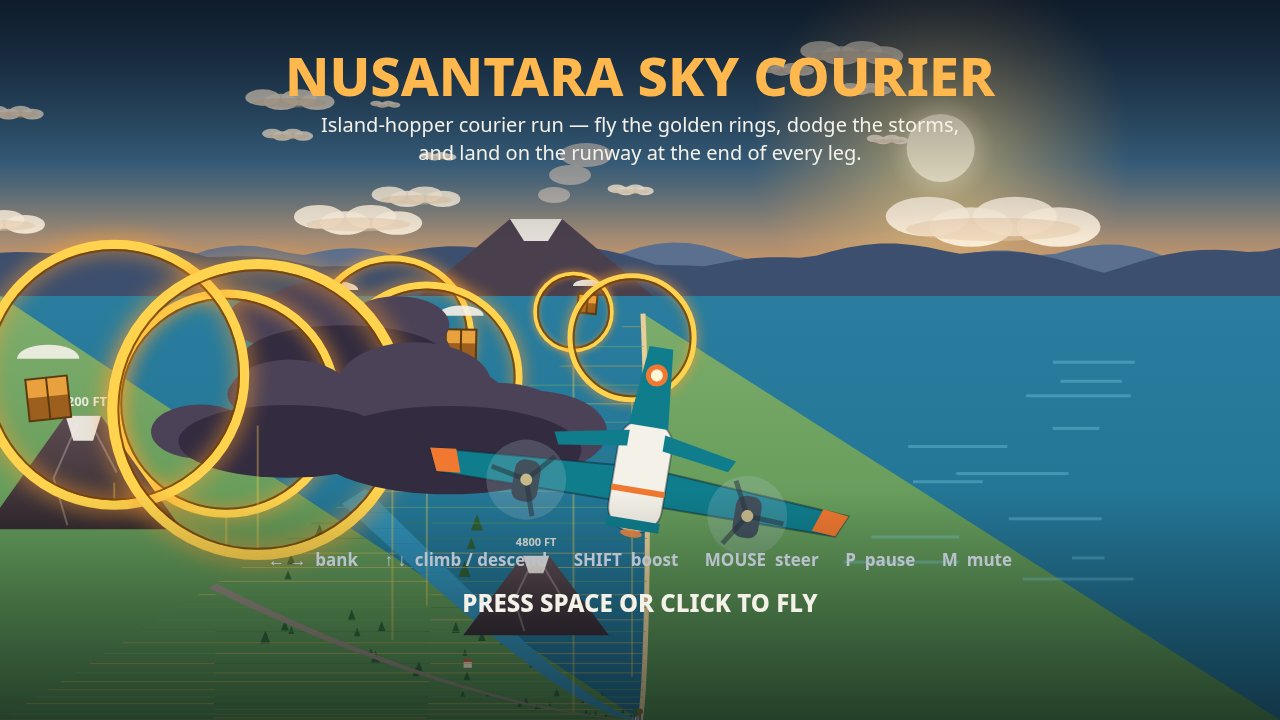 NUSANTARA SKY COURIER
Island-hopper courier run — fly the golden rings, dodge the storms,
and land on the runway at the end of every leg.
200 FT
4800 FT
← → bank ↑ ↓ climb / descend SHIFT boost MOUSE steer P pause M mute
PRESS SPACE OR CLICK TO FLY